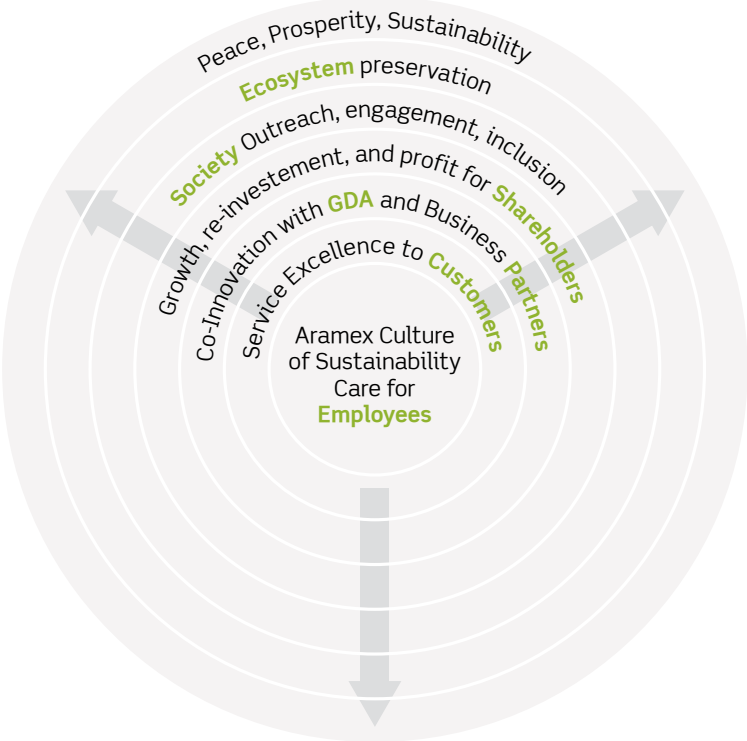 Peace, Prosperity, Sustainability
Ecosystem preservation
Society Outreach, engagement, inclusion
Growth, re-investement, and profit for Shareholders
Co-Innovation with GDA and Business Partners
Service Excellence to Customers
Aramex Culture
of Sustainability
Care for
Employees